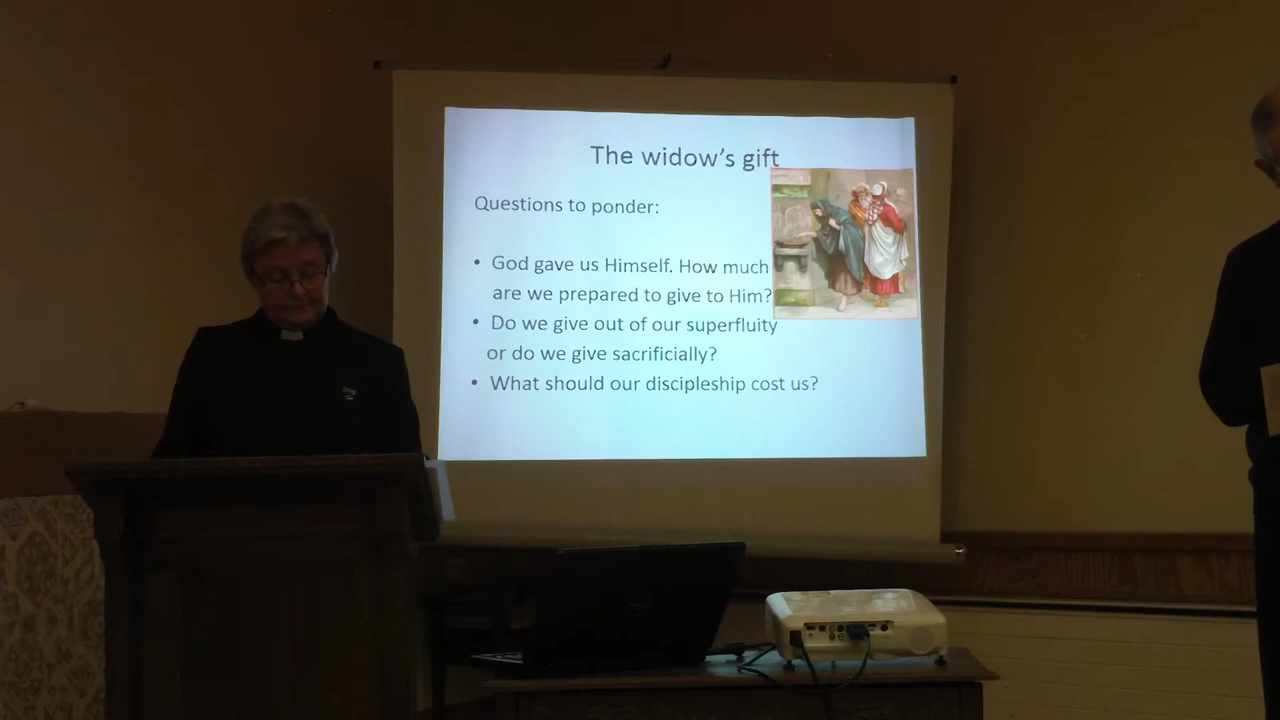 The widow's gift
Questions to ponder:
• God gave us Himself. How much
are we prepared to give to Him?
• Do we give out of our superfluity
or do we give sacrificially?
• What should our discipleship cost us?